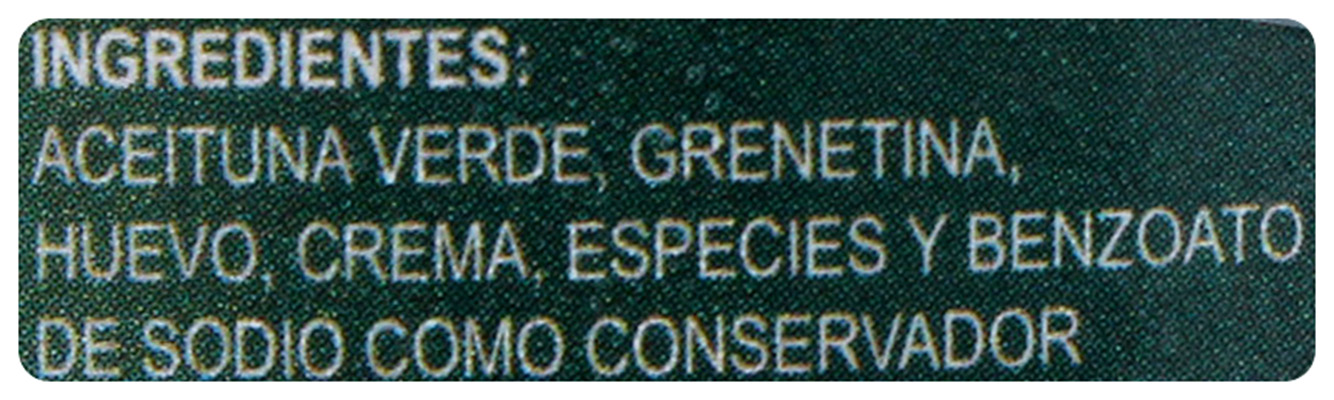 INGREDIENTES:
ACEITUNA VERDE, GRENETINA,
HUEVO, CREMA, ESPECIES Y BENZOATO
DE SODIO COMO CONSERVADOR